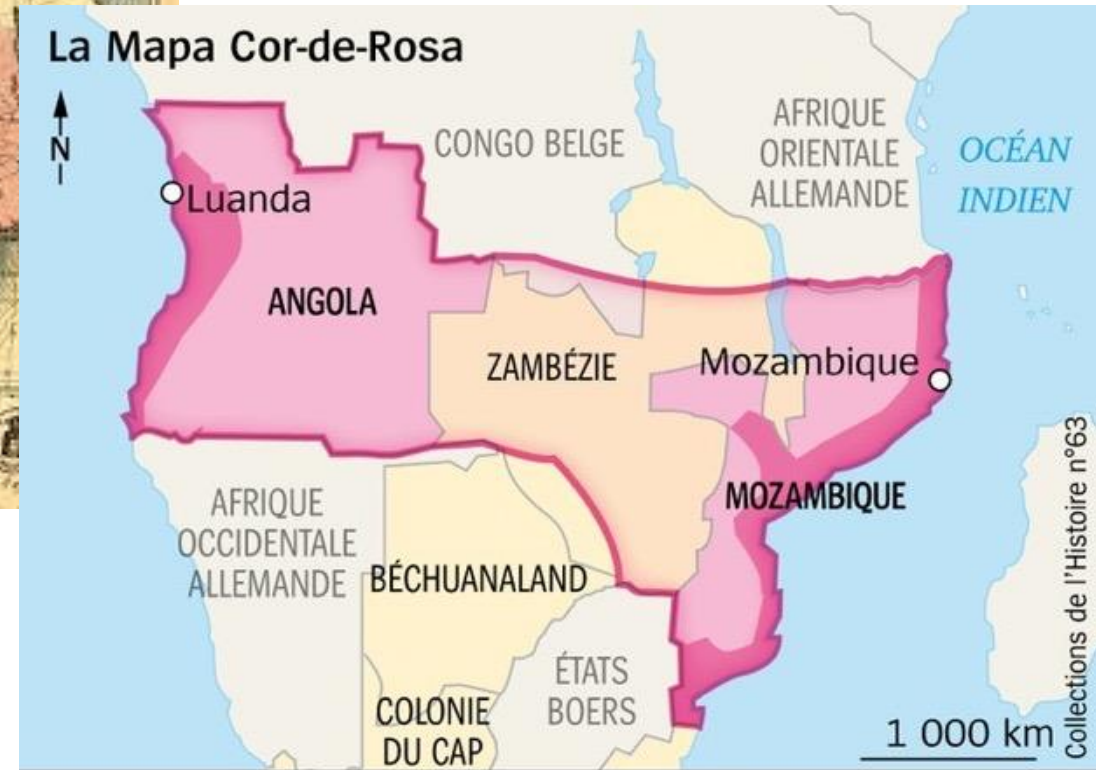 La Mapa Cor-de-Rosa
N
CONGO BELGE
AFRIQUE
ORIENTALE
ALLEMANDE
OCÉAN
INDIEN
Luanda
ANGOLA
ZAMBÉZIE
Mozambique
MOZAMBIQUE
AFRIQUE
OCCIDENTALE
ALLEMANDE
BÉCHUANALAND
ÉTATS
BOERS
COLONIE
DU CAP
1 000 km
Collections de l'Histoire n°63